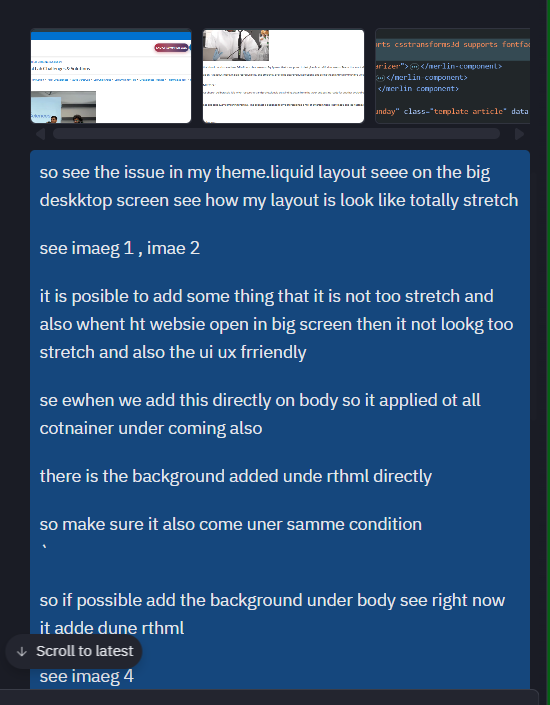 rts csstransforms3d supports fontfac
arizer"></merlin-component>
</merlin-component>
</merlin-component>
unday" class="template-article" data
so see the issue in my theme.liquid layout seee on the big
deskktop screen see how my layout is look like totally stretch
see imaeg 1 , imae 2
it is posible to add some thing that it is not too stretch and
also whent ht websie open in big screen then it not lookg too
stretch and also the ui ux frriendly
se ewhen we add this directly on body so it applied ot all
cotnainer under coming also
there is the background added unde rthml directly
so make sure it also come uner samme condition
`
so if possible add the background under body see right now
it adde dune rthml
Scroll to latest
see imaeg 4